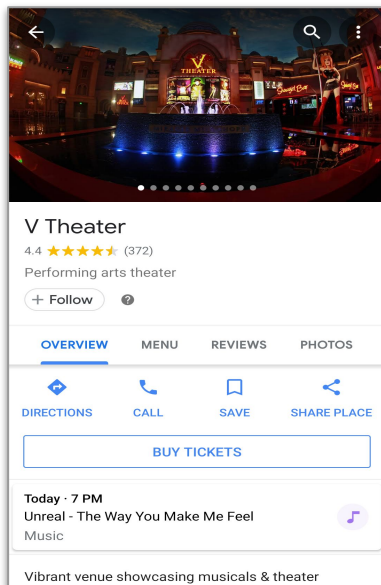 V
THEATER
V Theater
4.4 (372)
Performing arts theater
+ Follow ?
OVERVIEW MENU REVIEWS PHOTOS
DIRECTIONS CALL SAVE SHARE PLACE
BUY TICKETS
Today · 7 PM
Unreal - The Way You Make Me Feel
Music
Vibrant venue showcasing musicals & theater